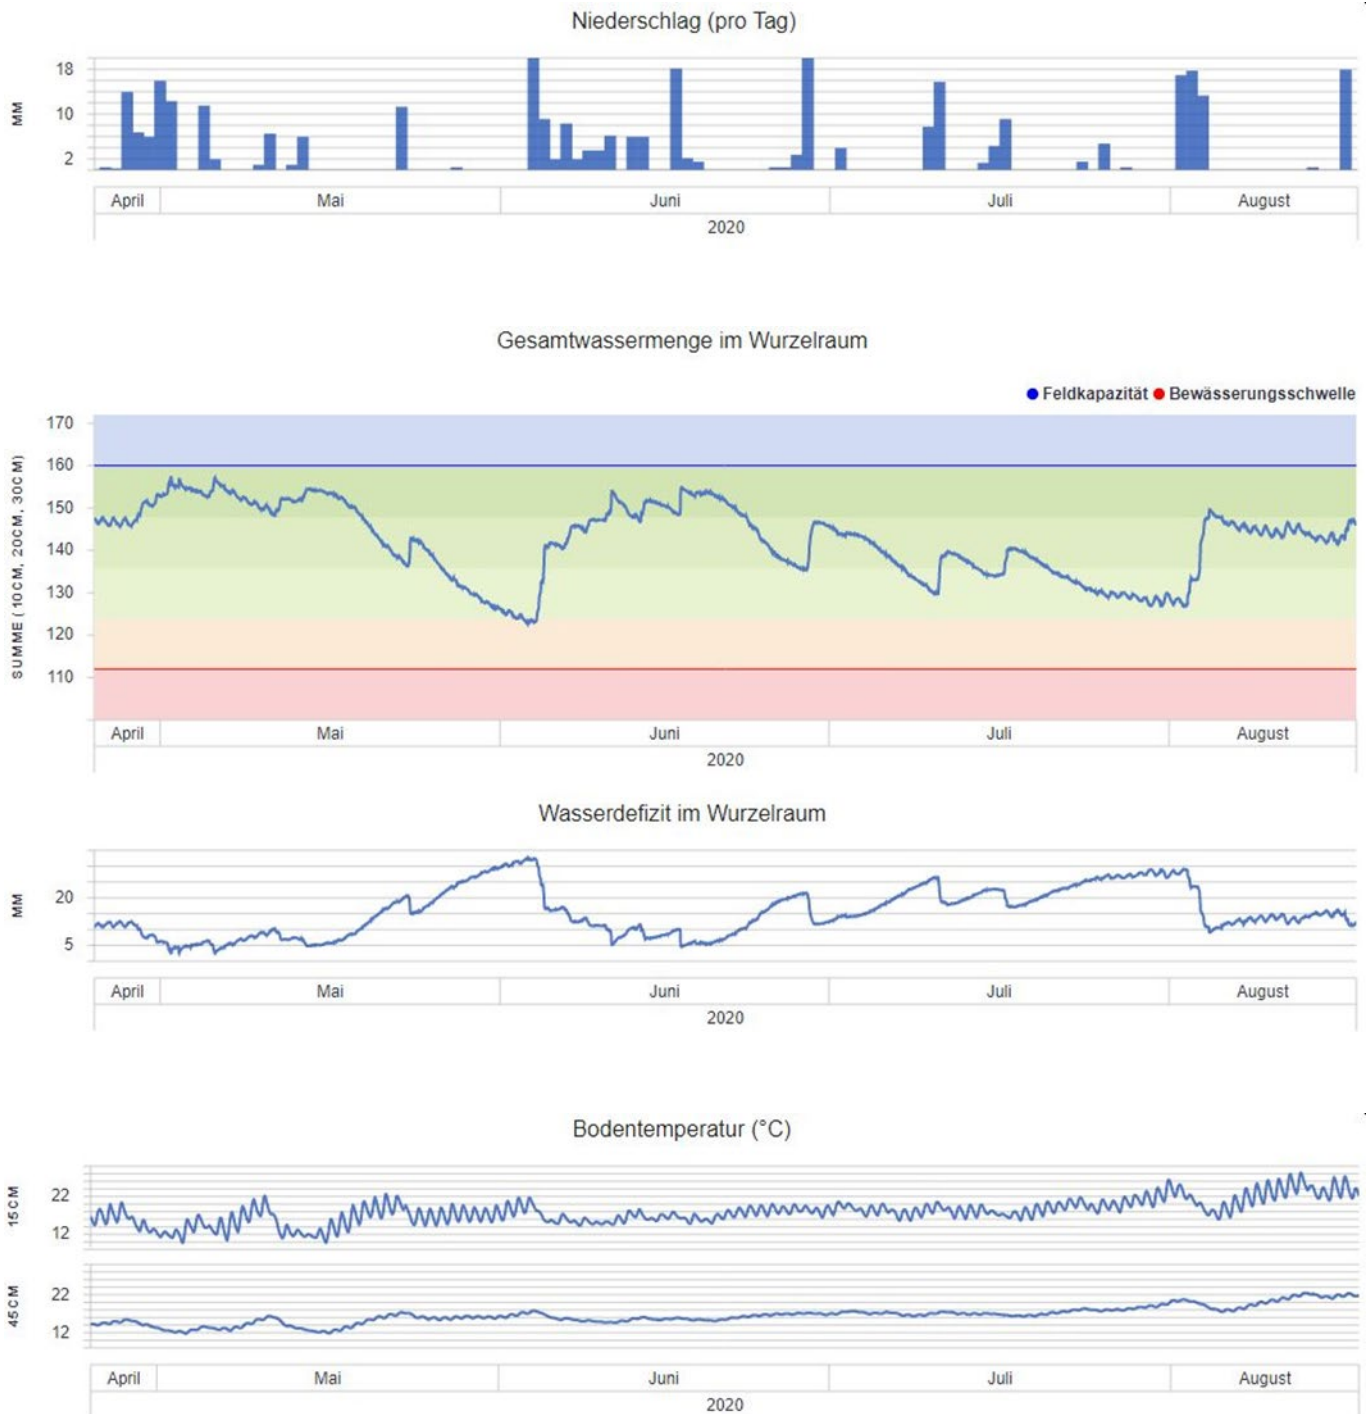 Niederschlag (pro Tag)
MM
18
10
2
April Mai Juni Juli August
2020
Gesamtwassermenge im Wurzelraum
Feldkapazität Bewässerungsschwelle
SUMME ( 10CM, 20CM, 30CM)
170
160
150
140
130
120
110
April Mai Juni Juli August
2020
Wasserdefizit im Wurzelraum
MM
20
5
April Mai Juni Juli August
2020
Bodentemperatur (°C)
15CM
22
12
45CM
22
12
April Mai Juni Juli August
2020